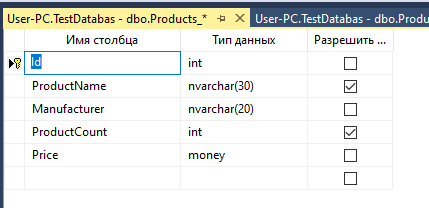 User-PC.TestDatabas - dbo.Products_* User-PC.TestDatabas - dbo.Produ
Имя столбца Тип данных Разрешить ...
Id int
ProductName nvarchar(30)
Manufacturer nvarchar(20)
ProductCount int
Price money